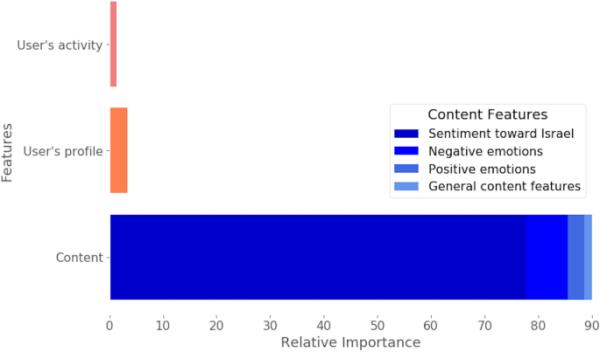 User's activity
User's profile
Content
Features
Content Features
Sentiment toward Israel
Negative emotions
Positive emotions
General content features
0 10 20 30 40 50 60 70 80 90
Relative Importance